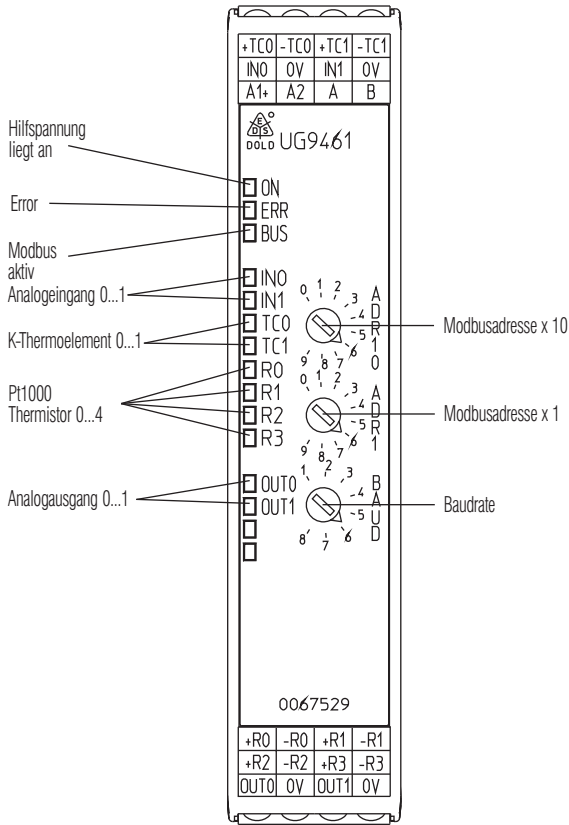 +TC0 -TC0 +TC1 -TC1
IN0 0V IN1 0V
A1+ A2 A B
E D S
DOLD UG9461
Hilfspannung
liegt an
ON
Error
ERR
BUS
Modbus
aktiv
Analogeingang 0...1
IN0
IN1
K-Thermoelement 0...1
TC0
TC1
0 1 2 3 4 5 6 7 8 9
ADR10
Modbusadresse x 10
Pt1000
Thermistor 0...4
R0
R1
R2
R3
0 1 2 3 4 5 6 7 8 9
ADR1
Modbusadresse x 1
Analogausgang 0...1
OUT0
OUT1
1 2 3 4 5 6 7 8
BAUD
Baudrate
0067529
+R0 -R0 +R1 -R1
+R2 -R2 +R3 -R3
OUT0 0V OUT1 0V